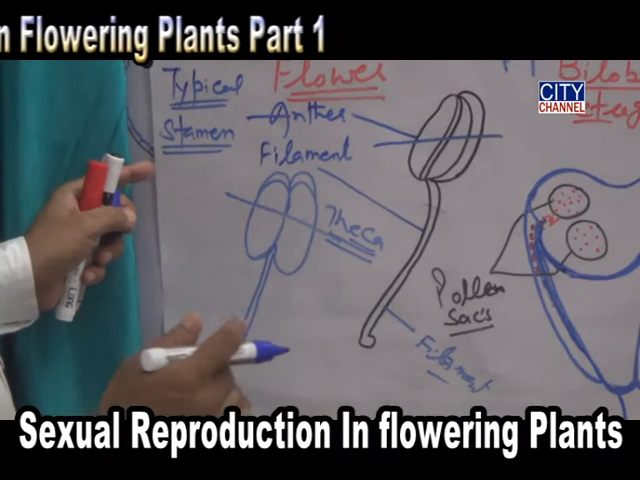 n Flowering Plants Part 1
Typical
Stamen
Flower
Anther
Filament
Theca
Pollen
Sacs
Filament
Bilob
CITY
CHANNEL
Sexual Reproduction In flowering Plants